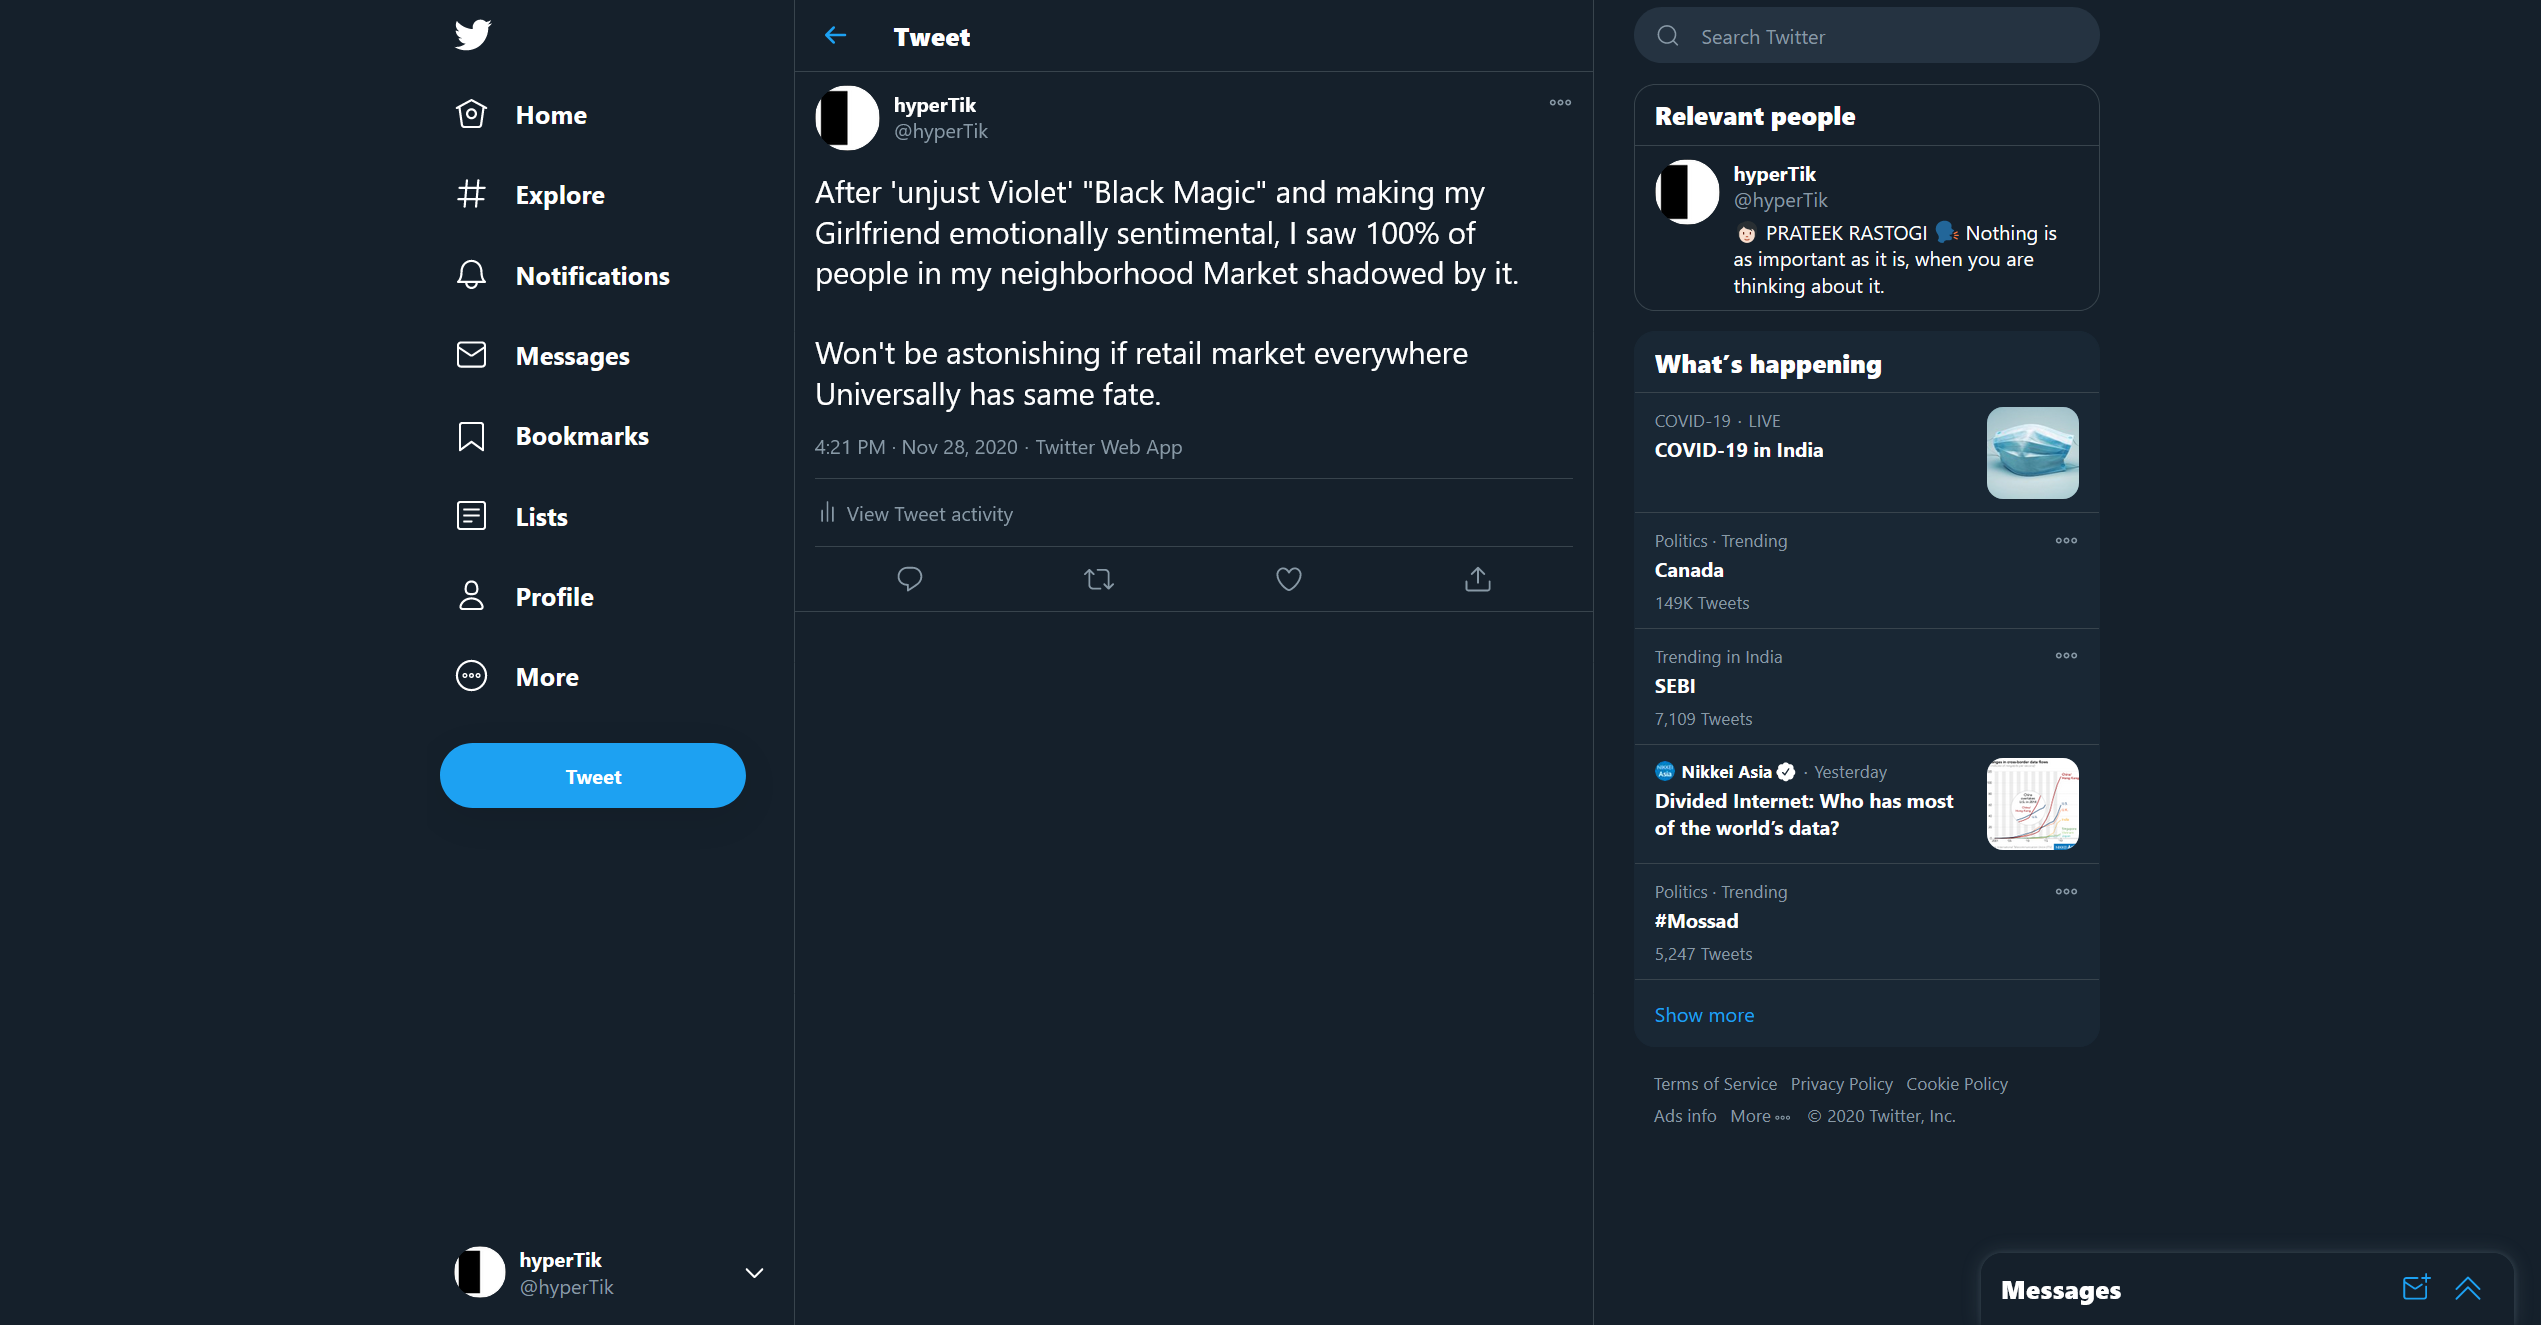 Home
Explore
Notifications
Messages
Bookmarks
Lists
Profile
More
Tweet
hyperTik
@hyperTik
Tweet
hyperTik
@hyperTik
After 'unjust Violet' "Black Magic" and making my
Girlfriend emotionally sentimental, I saw 100% of
people in my neighborhood Market shadowed by it.
Won't be astonishing if retail market everywhere
Universally has same fate.
4:21 PM · Nov 28, 2020 · Twitter Web App
View Tweet activity
Search Twitter
Relevant people
hyperTik
@hyperTik
PRATEEK RASTOGI Nothing is
as important as it is, when you are
thinking about it.
What's happening
COVID-19 · LIVE
COVID-19 in India
Politics · Trending
Canada
149K Tweets
Trending in India
SEBI
7,109 Tweets
Nikkei Asia · Yesterday
Divided Internet: Who has most
of the world's data?
Politics · Trending
#Mossad
5,247 Tweets
Show more
Terms of Service Privacy Policy Cookie Policy
Ads info More © 2020 Twitter, Inc.
Messages